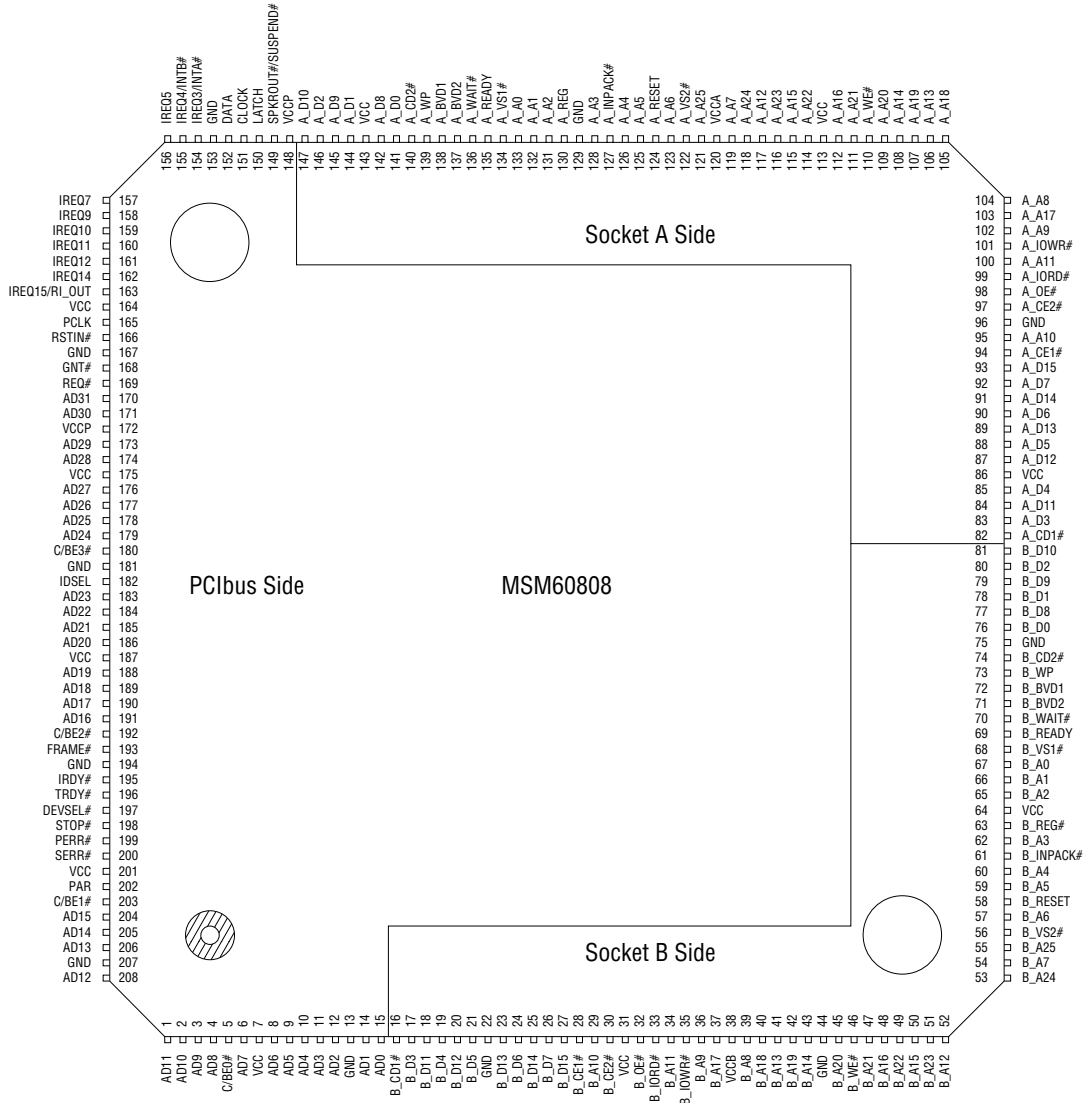 IREQ5 156
IREQ4/INTB# 155
IREQ3/INTA# 154
GND 153
DATA 152
CLOCK 151
LATCH 150
SPKROUT#/SUSPEND# 149
VCCP 148
A_D10 147
A_D2 146
A_D9 145
A_D1 144
VCC 143
A_D8 142
A_D0 141
A_CD2# 140
A_WP 139
A_BVD1 138
A_BVD2 137
A_WAIT# 136
A_READY 135
A_VS1# 134
A_A0 133
A_A1 132
A_A2 131
A_REG 130
GND 129
A_A3 128
A_INPACK# 127
A_A4 126
A_A5 125
A_RESET 124
A_A6 123
A_VS2# 122
A_A25 121
VCCA 120
A_A7 119
A_A24 118
A_A12 117
A_A23 116
A_A15 115
A_A22 114
VCC 113
A_A16 112
A_A21 111
A_WE# 110
A_A20 109
A_A14 108
A_A19 107
A_A13 106
A_A18 105
IREQ7 157
IREQ9 158
IREQ10 159
IREQ11 160
IREQ12 161
IREQ14 162
IREQ15/RI_OUT 163
VCC 164
PCLK 165
RSTIN# 166
GND 167
GNT# 168
REQ# 169
AD31 170
AD30 171
VCCP 172
AD29 173
AD28 174
VCC 175
AD27 176
AD26 177
AD25 178
AD24 179
C/BE3# 180
GND 181
IDSEL 182
AD23 183
AD22 184
AD21 185
AD20 186
VCC 187
AD19 188
AD18 189
AD17 190
AD16 191
C/BE2# 192
FRAME# 193
GND 194
IRDY# 195
TRDY# 196
DEVSEL# 197
STOP# 198
PERR# 199
SERR# 200
VCC 201
PAR 202
C/BE1# 203
AD15 204
AD14 205
AD13 206
GND 207
AD12 208
Socket A Side
PCIbus Side
MSM60808
Socket B Side
104 A_A8
103 A_A17
102 A_A9
101 A_IOWR#
100 A_A11
99 A_IORD#
98 A_OE#
97 A_CE2#
96 GND
95 A_A10
94 A_CE1#
93 A_D15
92 A_D7
91 A_D14
90 A_D6
89 A_D13
88 A_D5
87 A_D12
86 VCC
85 A_D4
84 A_D11
83 A_D3
82 A_CD1#
81 B_D10
80 B_D2
79 B_D9
78 B_D1
77 B_D8
76 B_D0
75 GND
74 B_CD2#
73 B_WP
72 B_BVD1
71 B_BVD2
70 B_WAIT#
69 B_READY
68 B_VS1#
67 B_A0
66 B_A1
65 B_A2
64 VCC
63 B_REG#
62 B_A3
61 B_INPACK#
60 B_A4
59 B_A5
58 B_RESET
57 B_A6
56 B_VS2#
55 B_A25
54 B_A7
53 B_A24
1 AD11
2 AD10
3 AD9
4 AD8
5 C/BE0#
6 AD7
7 VCC
8 AD6
9 AD5
10 AD4
11 AD3
12 AD2
13 GND
14 AD1
15 AD0
16 B_CD1#
17 B_D3
18 B_D11
19 B_D4
20 B_D12
21 B_D5
22 GND
23 B_D13
24 B_D6
25 B_D14
26 B_D7
27 B_D15
28 B_CE1#
29 B_A10
30 B_CE2#
31 VCC
32 B_OE#
33 B_IORD#
34 B_A11
35 B_IOWR#
36 B_A9
37 B_A17
38 VCCB
39 B_A8
40 B_A18
41 B_A13
42 B_A19
43 B_A14
44 GND
45 B_A20
46 B_WE#
47 B_A21
48 B_A16
49 B_A22
50 B_A15
51 B_A23
52 B_A12